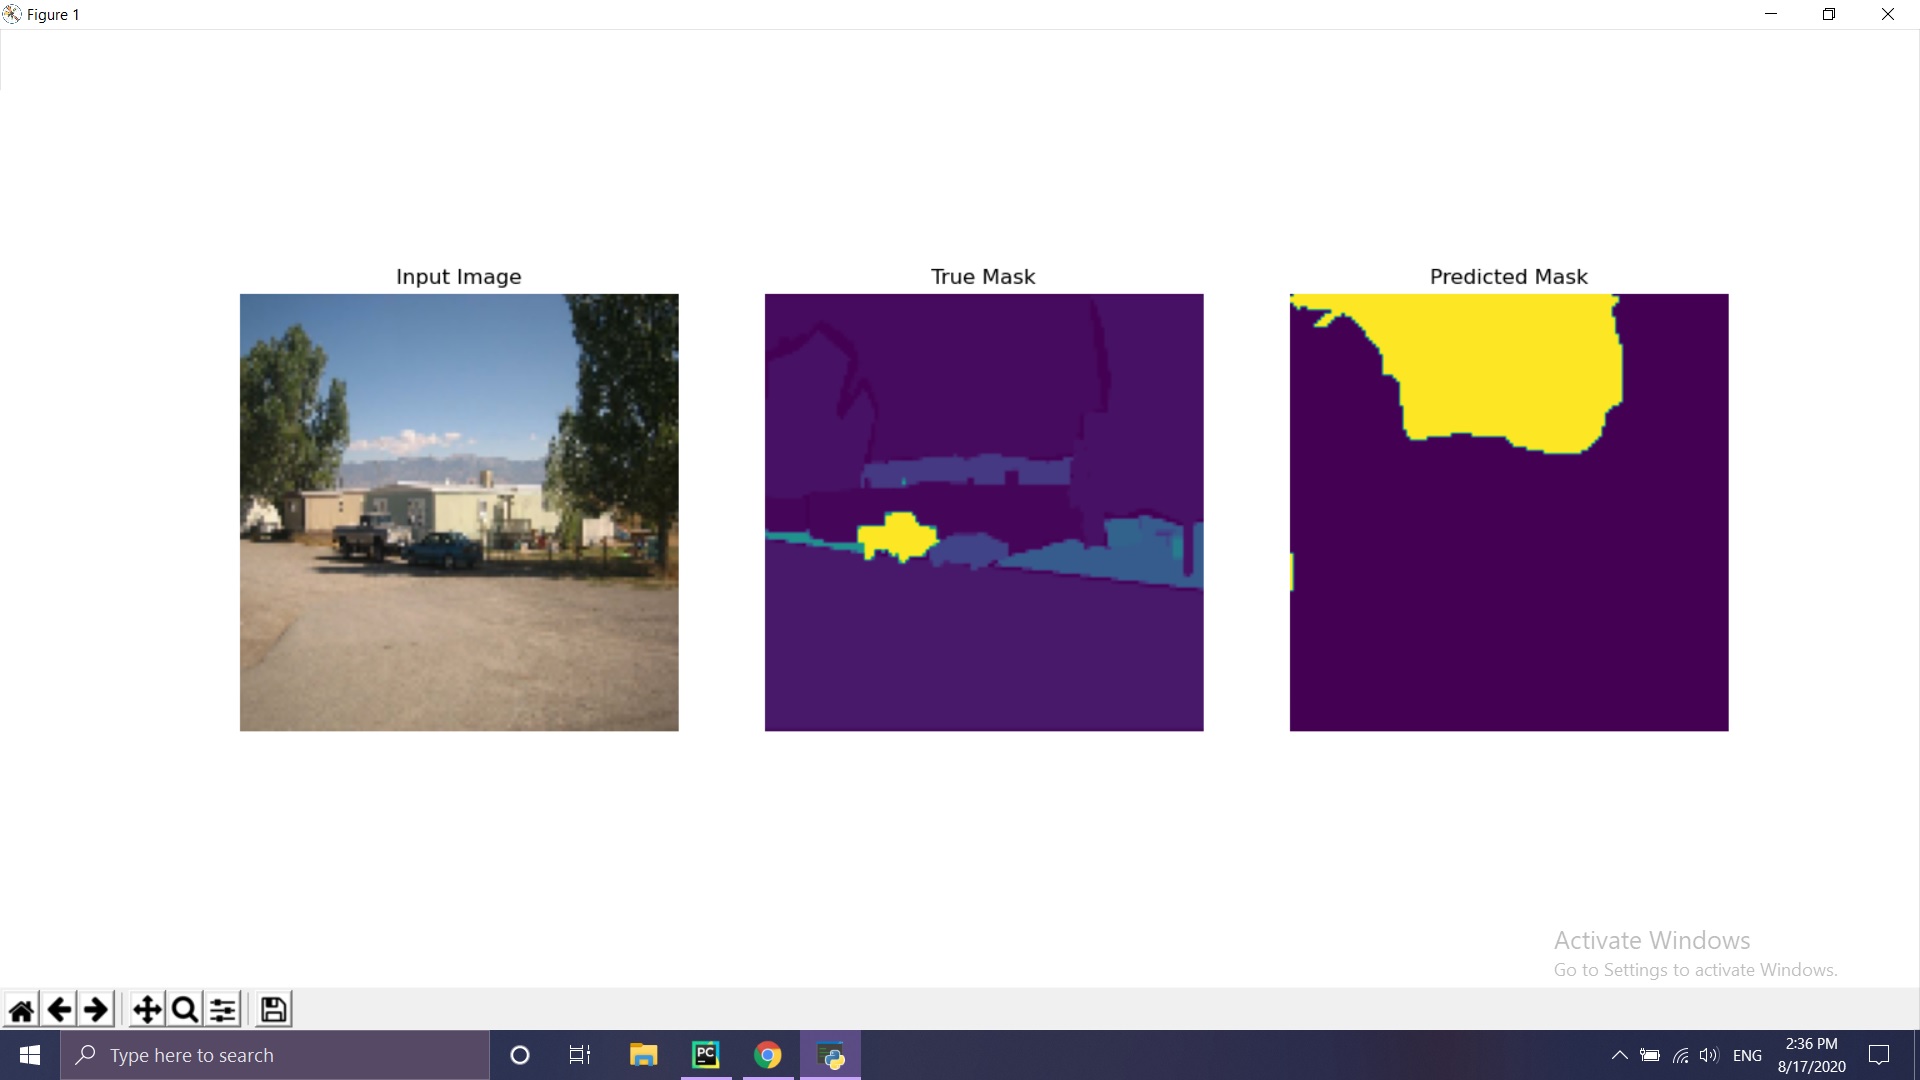 Figure 1
Input Image
True Mask
Predicted Mask
Activate Windows
Go to Settings to activate Windows.
Type here to search
PC
ENG
2:36 PM
8/17/2020